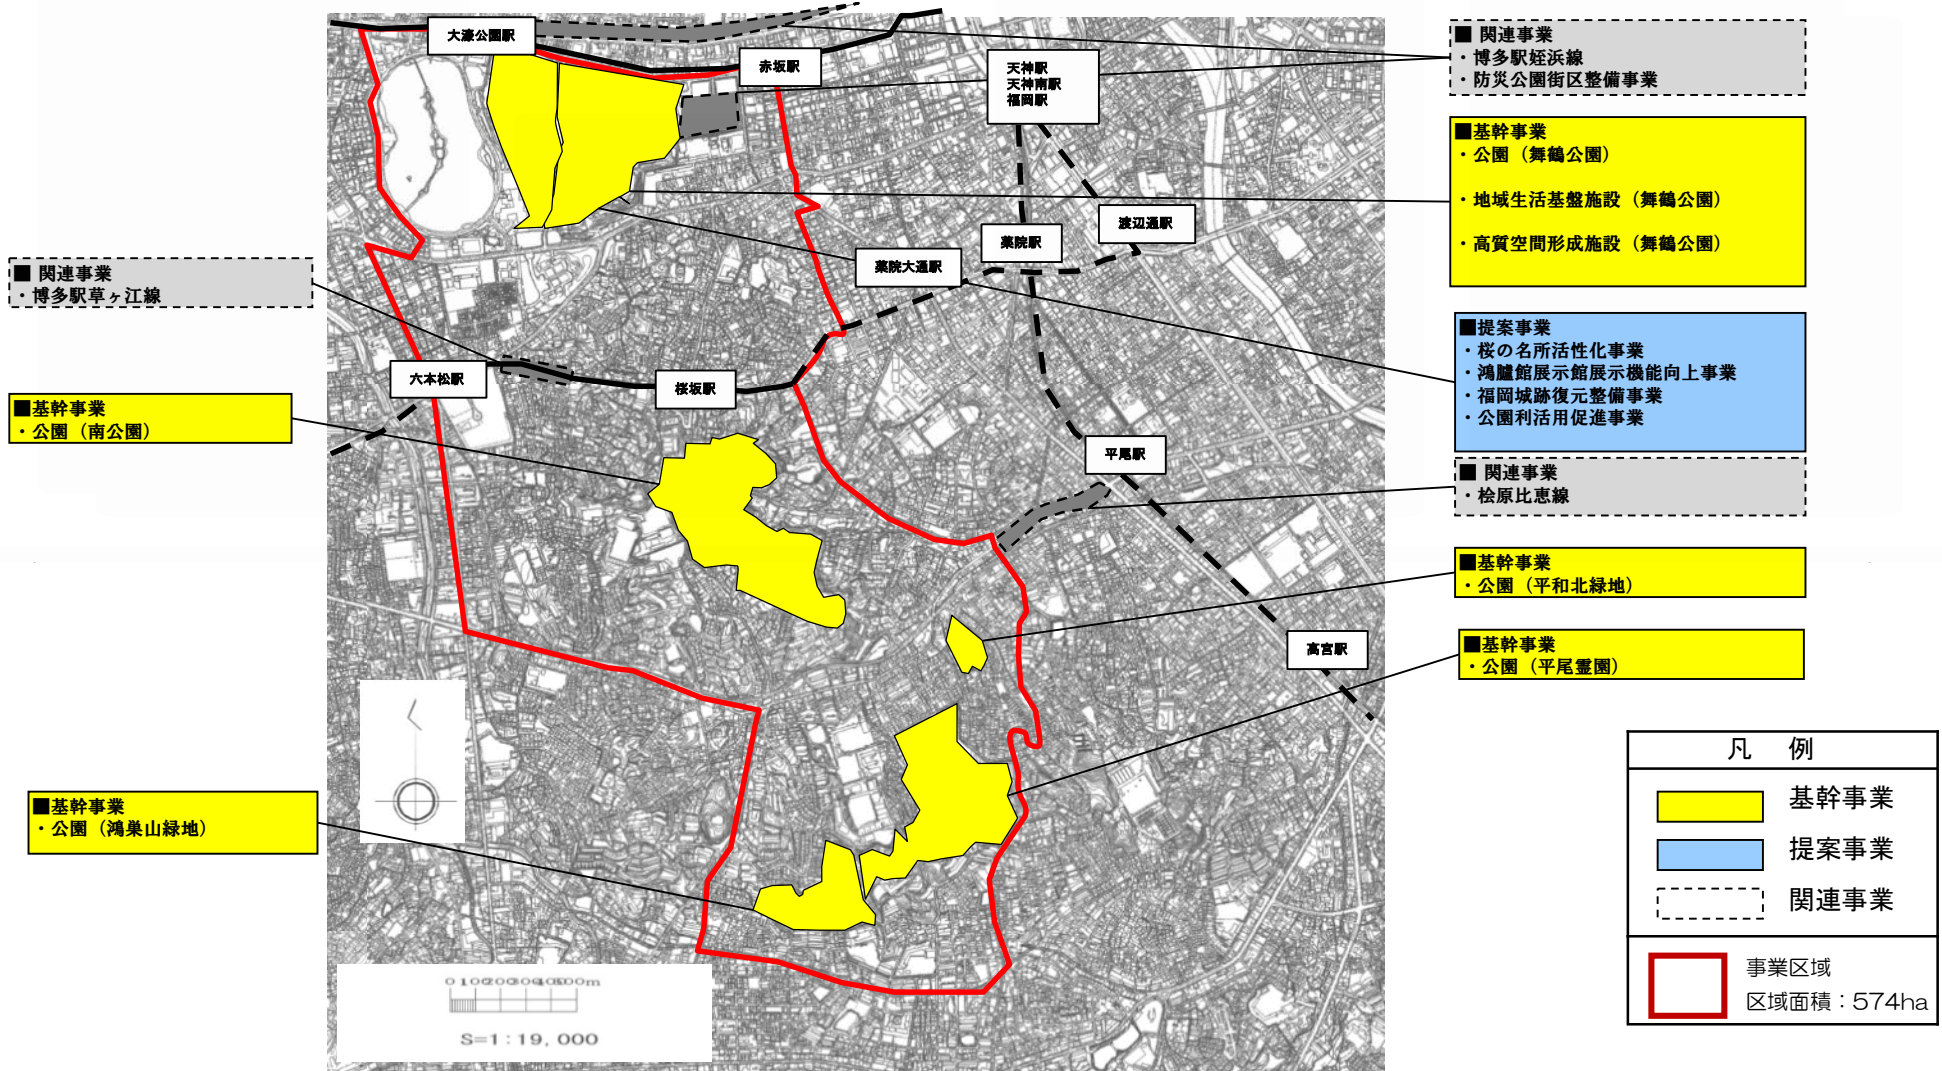 大濠公園駅
赤坂駅
天神駅
天神南駅
福岡駅
■ 関連事業
・博多駅姪浜線
・防災公園街区整備事業
■基幹事業
・公園（舞鶴公園）
・地域生活基盤施設（舞鶴公園）
・高質空間形成施設（舞鶴公園）
渡辺通駅
薬院駅
薬院大通駅
■ 関連事業
・博多駅草ヶ江線
■提案事業
・桜の名所活性化事業
・鴻臚館展示館展示機能向上事業
・福岡城跡復元整備事業
・公園利活用促進事業
六本松駅
桜坂駅
■基幹事業
・公園（南公園）
平尾駅
■ 関連事業
・桧原比恵線
■基幹事業
・公園（平和北緑地）
高宮駅
■基幹事業
・公園（平尾霊園）
■基幹事業
・公園（鴻巣山緑地）
凡 例
基幹事業
提案事業
関連事業
事業区域
区域面積：574ha
0 100 200 300 400 500m
S=1：19,000